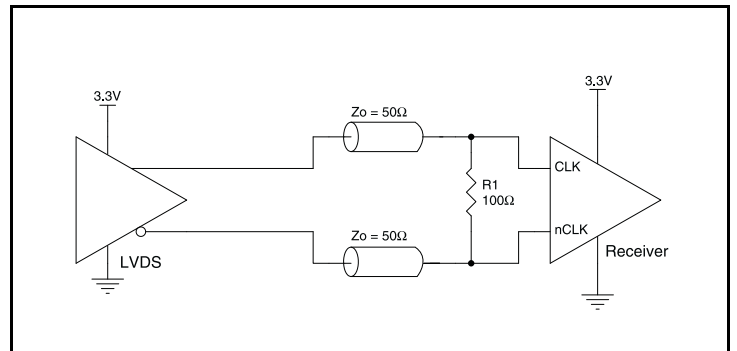 3.3V
3.3V
Zo = 50Ω
CLK
R1
100Ω
Zo = 50Ω
nCLK
LVDS
Receiver